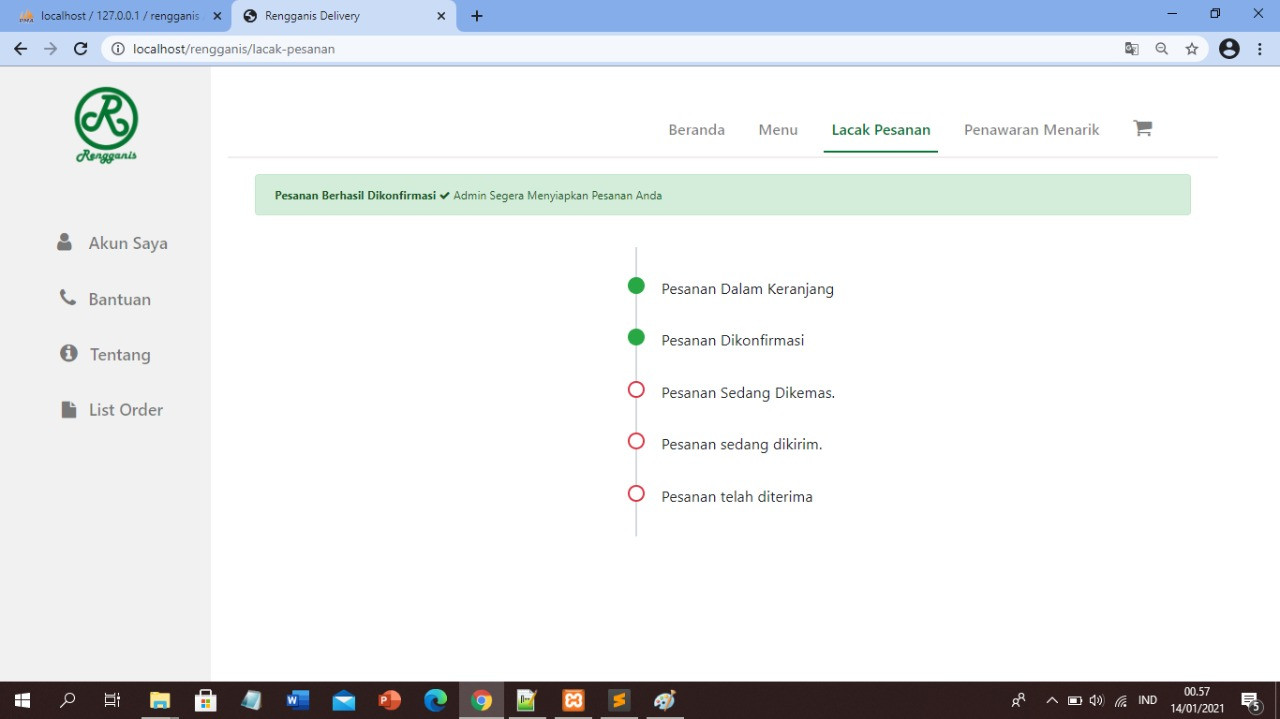 localhost / 127.0.0.1 / rengganis
Rengganis Delivery
localhost/rengganis/lacak-pesanan
R
Rengganis
Beranda Menu Lacak Pesanan Penawaran Menarik
Pesanan Berhasil Dikonfirmasi ✔ Admin Segera Menyiapkan Pesanan Anda
Akun Saya
Bantuan
Tentang
List Order
Pesanan Dalam Keranjang
Pesanan Dikonfirmasi
Pesanan Sedang Dikemas.
Pesanan sedang dikirim.
Pesanan telah diterima
IND
00.57
14/01/2021
5